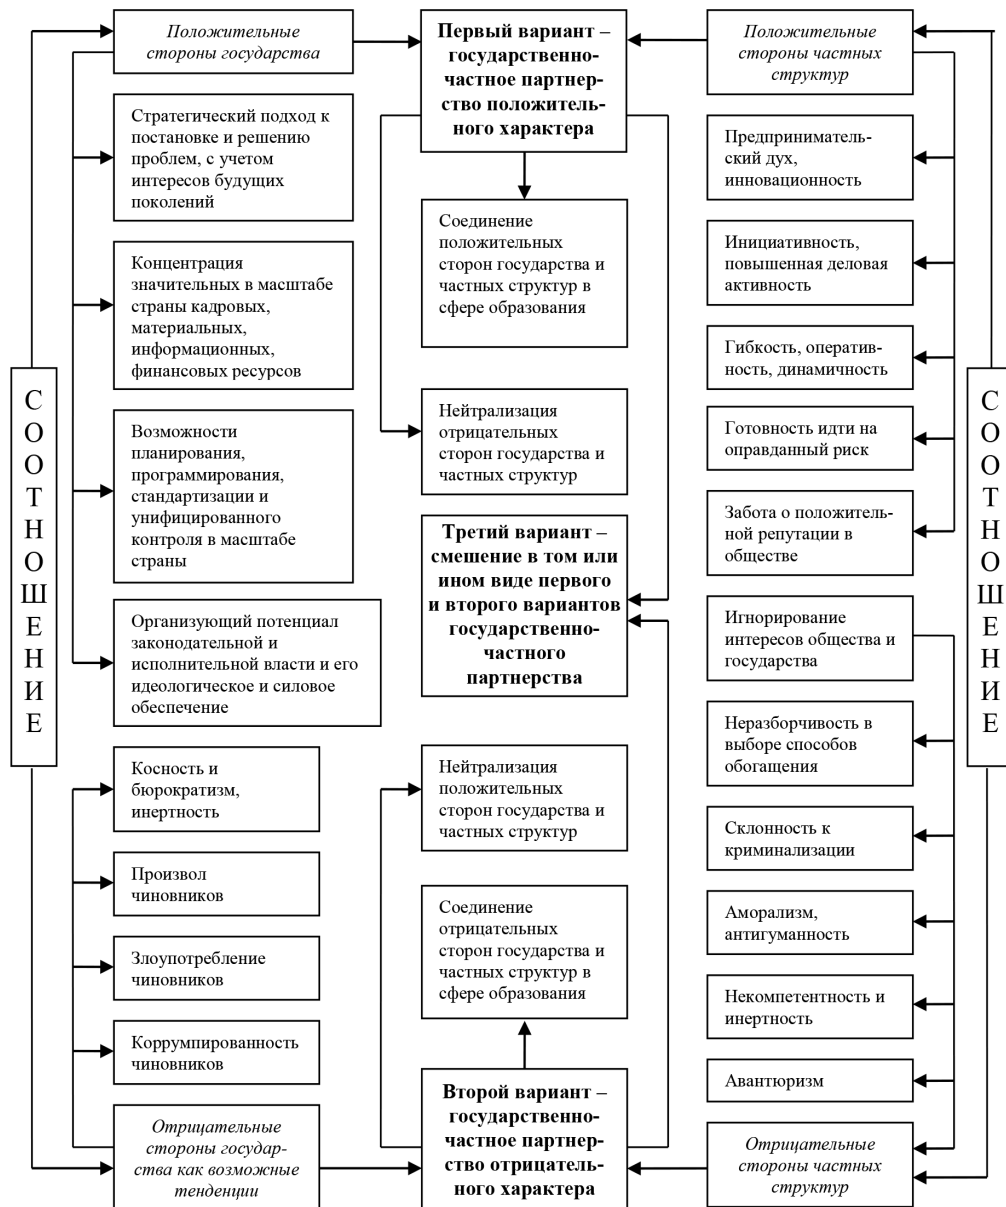 СООТНОШЕНИЕ
Положительные
стороны государства
Стратегический подход к
постановке и решению
проблем, с учетом
интересов будущих
поколений
Концентрация
значительных в масштабе
страны кадровых,
материальных,
информационных,
финансовых ресурсов
Возможности
планирования,
программирования,
стандартизации и
унифицированного
контроля в масштабе
страны
Организующий потенциал
законодательной и
исполнительной власти и его
идеологическое и силовое
обеспечение
Косность и
бюрократизм,
инертность
Произвол
чиновников
Злоупотребление
чиновников
Коррумпированность
чиновников
Отрицательные
стороны государ-
ства как возможные
тенденции
Первый вариант –
государственно-
частное партнер-
ство положитель-
ного характера
Соединение
положительных
сторон государства и
частных структур в
сфере образования
Нейтрализация
отрицательных
сторон государства и
частных структур
Третий вариант –
смешение в том или
ином виде первого
и второго вариантов
государственно-
частного
партнерства
Нейтрализация
положительных
сторон государства и
частных структур
Соединение
отрицательных
сторон государства и
частных структур в
сфере образования
Второй вариант –
государственно-
частное партнер-
ство отрицатель-
ного характера
Положительные
стороны частных
структур
Предприниматель-
ский дух,
инновационность
Инициативность,
повышенная деловая
активность
Гибкость, оператив-
ность, динамичность
Готовность идти на
оправданный риск
Забота о положитель-
ной репутации в
обществе
Игнорирование
интересов общества и
государства
Неразборчивость в
выборе способов
обогащения
Склонность к
криминализации
Аморализм,
антигуманность
Некомпетентность и
инертность
Авантюризм
Отрицательные
стороны частных
структур
СООТНОШЕНИЕ